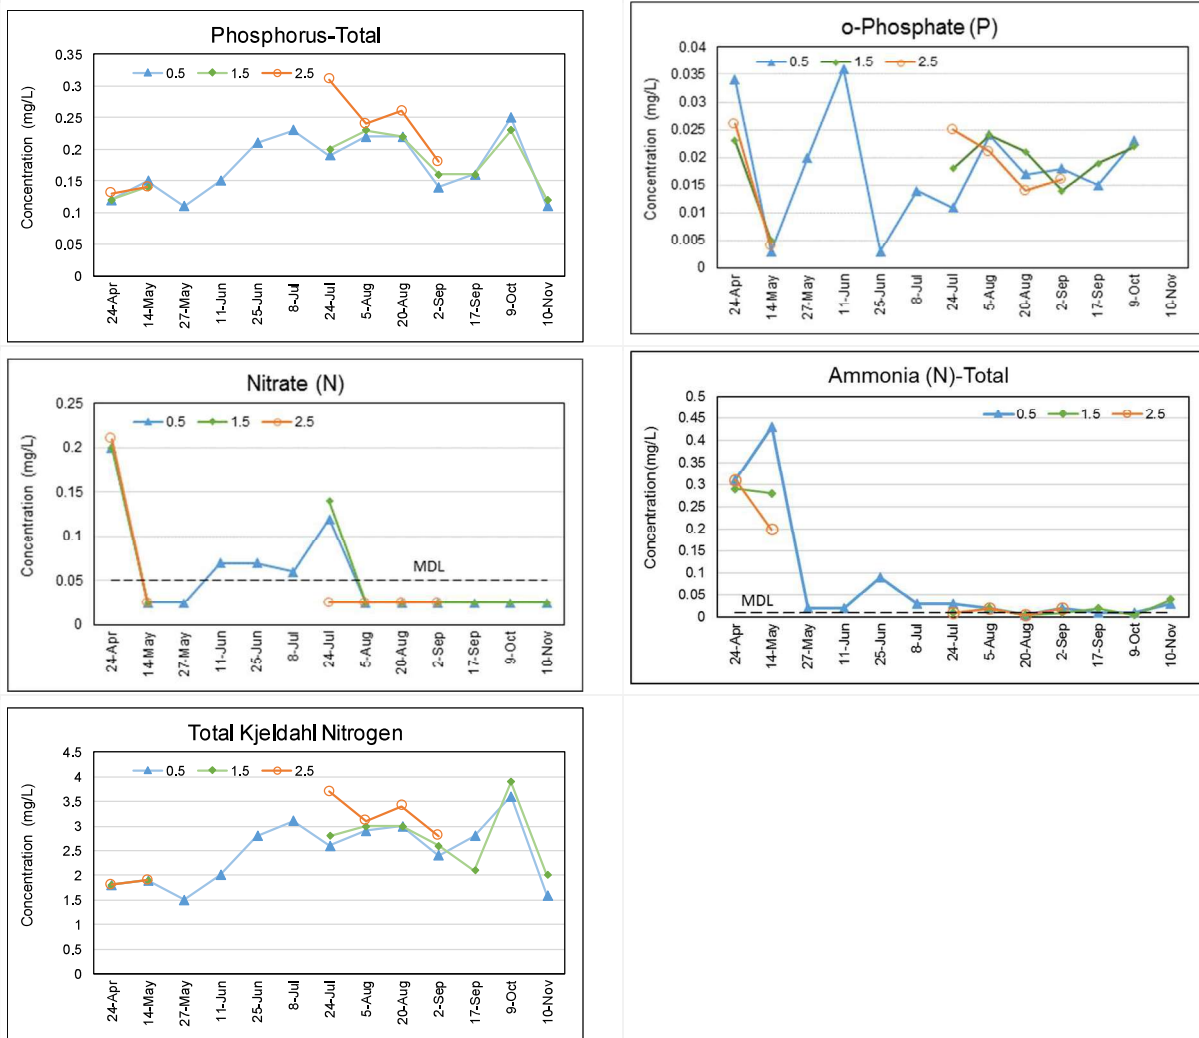 Phosphorus-Total
Concentration (mg/L)
0.5 1.5 2.5
0.35
0.3
0.25
0.2
0.15
0.1
0.05
0
24-Apr 14-May 27-May 11-Jun 25-Jun 8-Jul 24-Jul 5-Aug 20-Aug 2-Sep 17-Sep 9-Oct 10-Nov
o-Phosphate (P)
Concentration (mg/L)
0.5 1.5 2.5
0.04
0.035
0.03
0.025
0.02
0.015
0.01
0.005
0
24-Apr 14-May 27-May 11-Jun 25-Jun 8-Jul 24-Jul 5-Aug 20-Aug 2-Sep 17-Sep 9-Oct 10-Nov
Nitrate (N)
Concentration (mg/L)
0.5 1.5 2.5
0.25
0.2
0.15
0.1
0.05
0
MDL
24-Apr 14-May 27-May 11-Jun 25-Jun 8-Jul 24-Jul 5-Aug 20-Aug 2-Sep 17-Sep 9-Oct 10-Nov
Ammonia (N)-Total
Concentration(mg/L)
0.5 1.5 2.5
0.5
0.45
0.4
0.35
0.3
0.25
0.2
0.15
0.1
0.05
0
MDL
24-Apr 14-May 27-May 11-Jun 25-Jun 8-Jul 24-Jul 5-Aug 20-Aug 2-Sep 17-Sep 9-Oct 10-Nov
Total Kjeldahl Nitrogen
Concentration (mg/L)
0.5 1.5 2.5
4.5
4
3.5
3
2.5
2
1.5
1
0.5
0
24-Apr 14-May 27-May 11-Jun 25-Jun 8-Jul 24-Jul 5-Aug 20-Aug 2-Sep 17-Sep 9-Oct 10-Nov